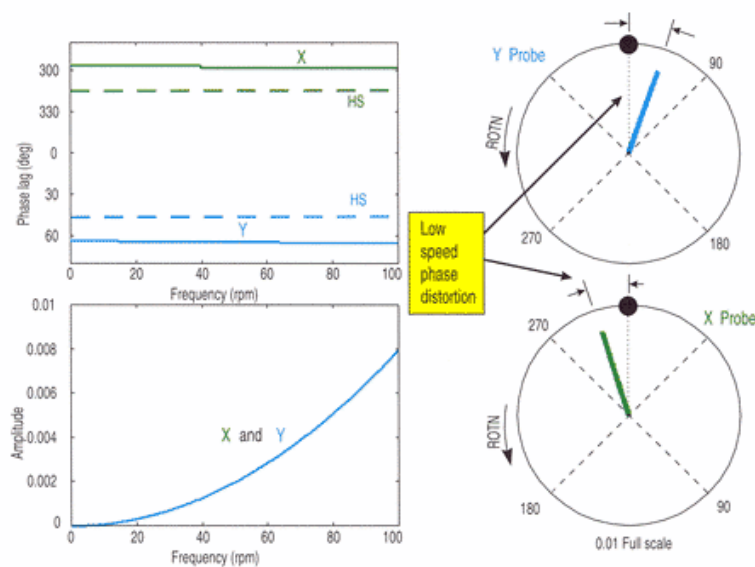 Phase lag (deg)
300
330
0
30
60
X
HS
HS
Y
0 20 40 60 80 100
Frequency (rpm)
Amplitude
0.01
0.008
0.006
0.004
0.002
0
X and Y
0 20 40 60 80 100
Frequency (rpm)
Low
speed
phase
distortion
Y Probe
90
ROTN
270
180
270
X Probe
ROTN
180
90
0.01 Full scale